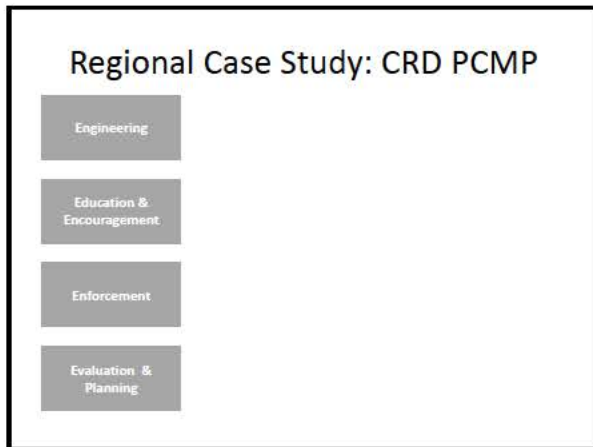 Regional Case Study: CRD PCMP
Engineering
Education &
Encouragement
Enforcement
Evaluation &
Planning